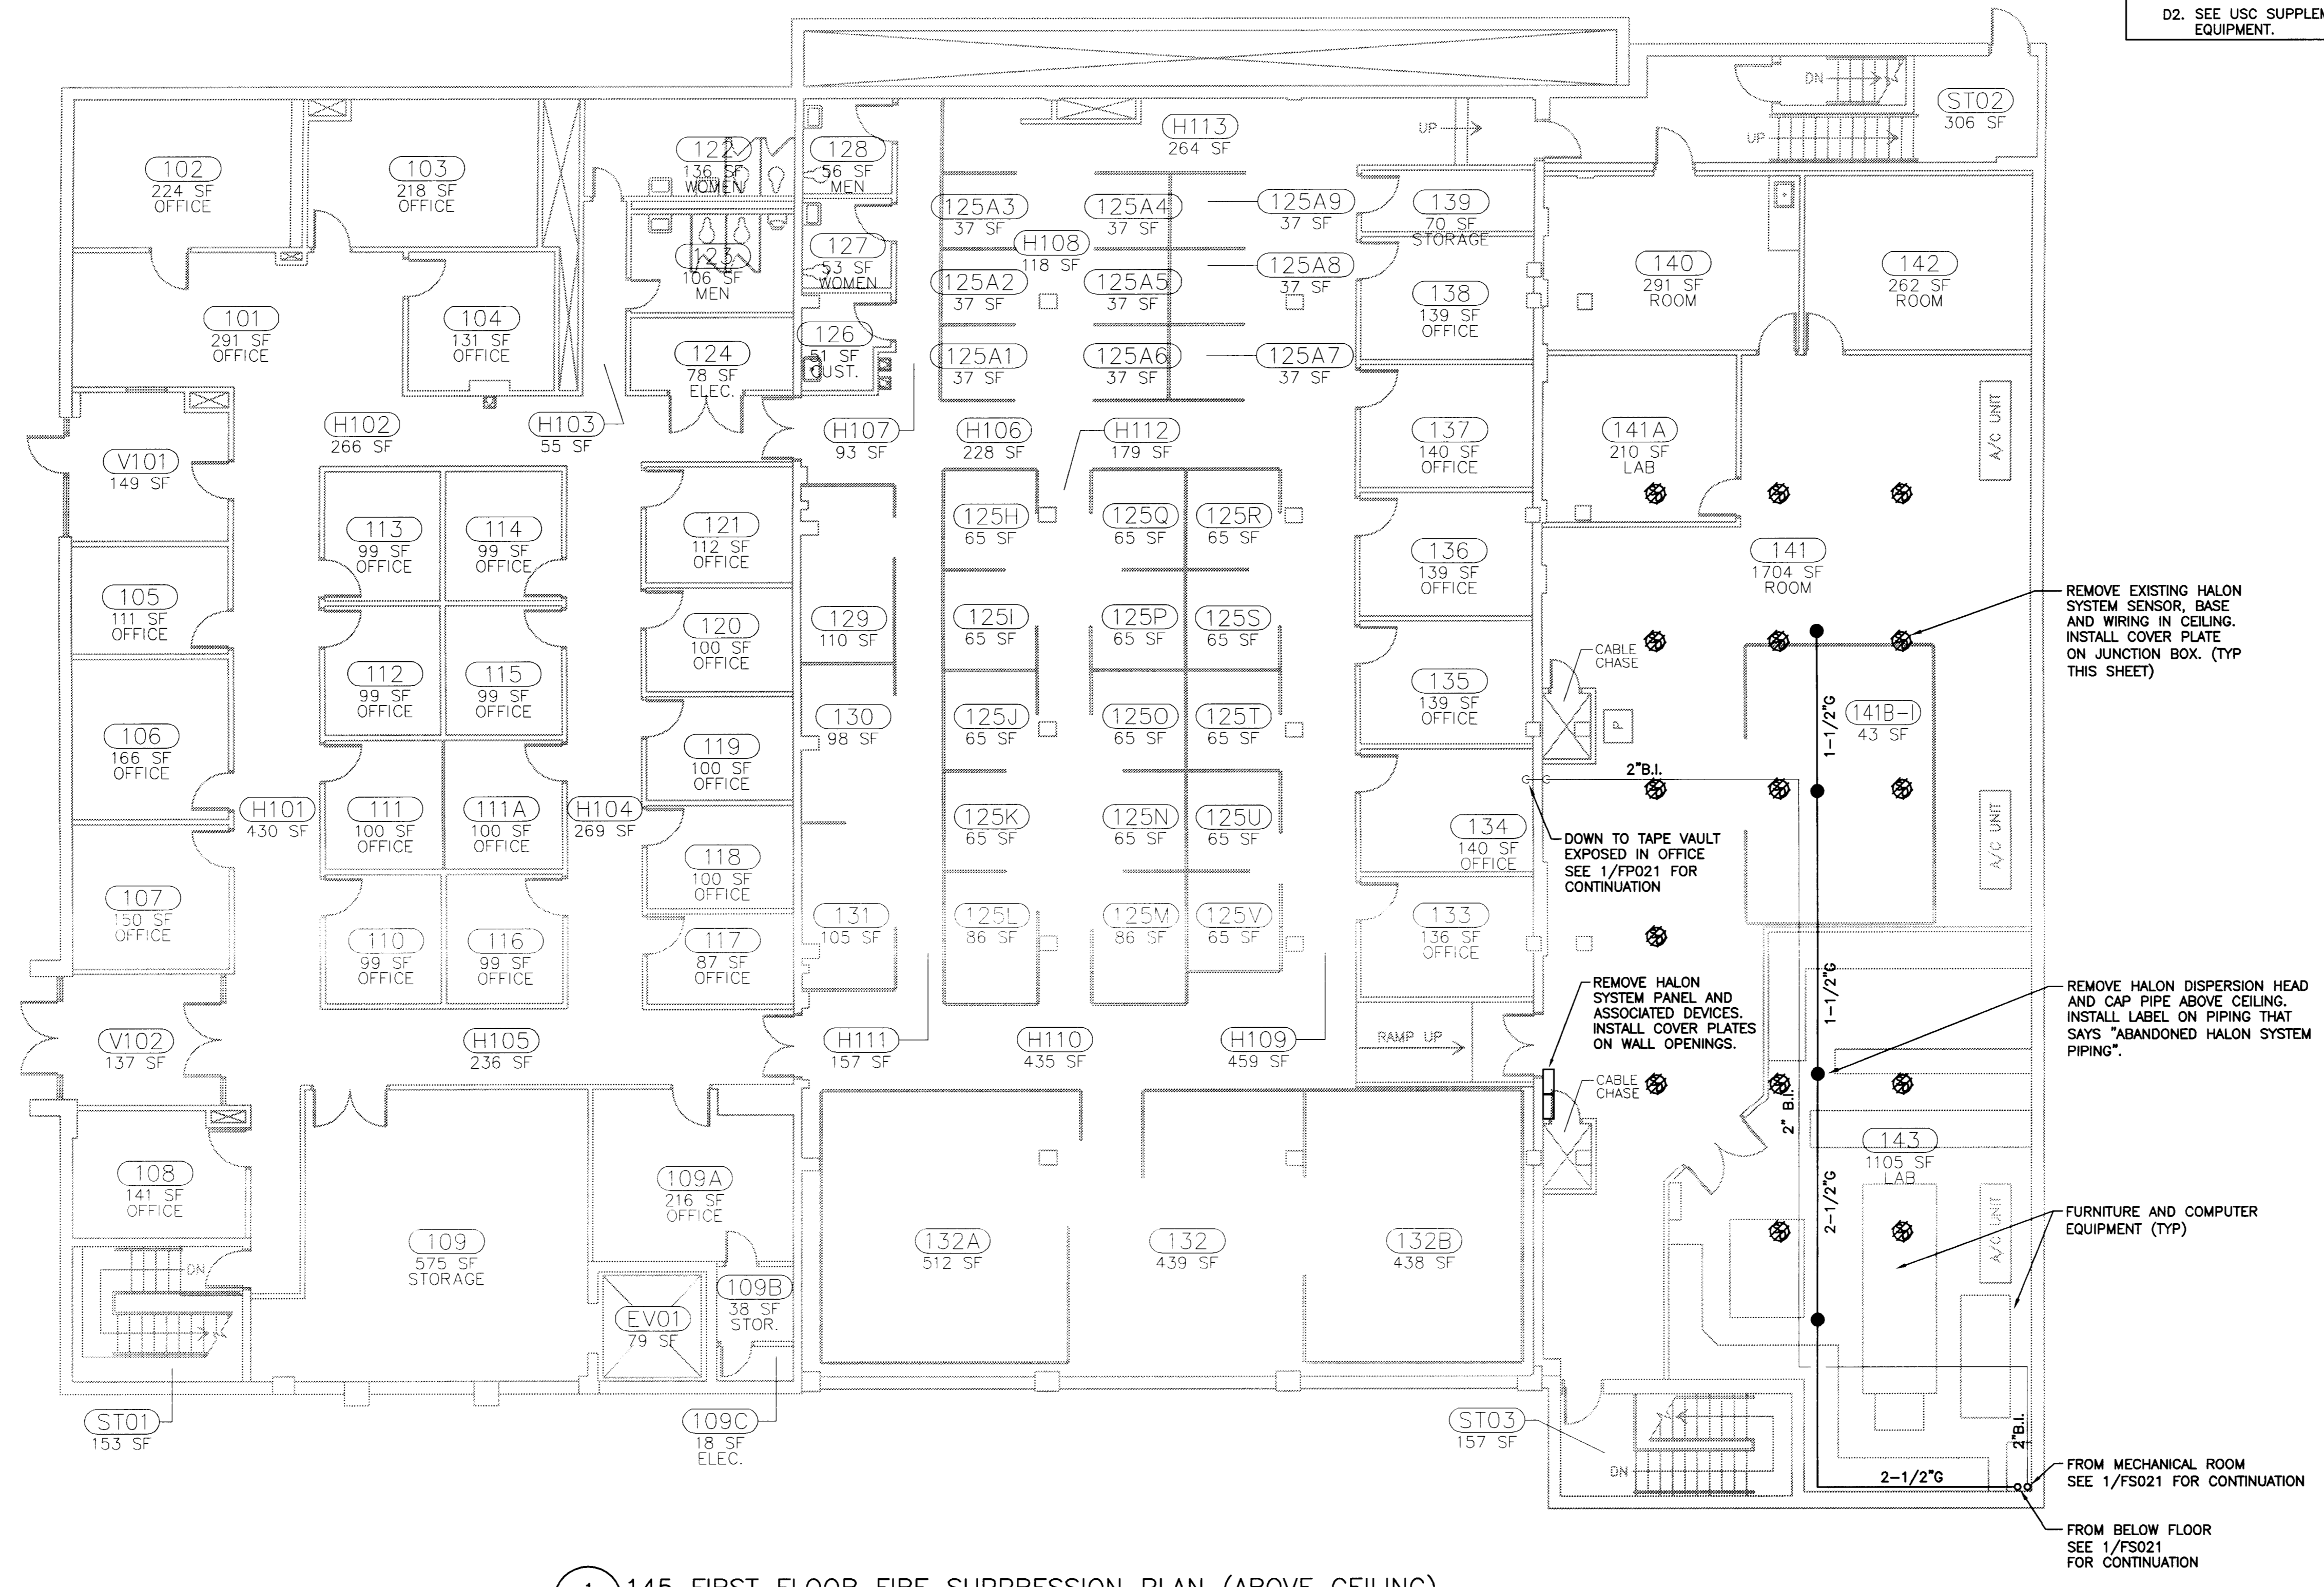 D2. SEE USC SUPPLEM
EQUIPMENT.
DN
UP
ST02
306 SF
102
224 SF
OFFICE
103
218 SF
OFFICE
122
136 SF
WOMEN
128
56 SF
MEN
H113
264 SF
UP
125A3
37 SF
125A4
37 SF
125A9
37 SF
139
70 SF
STORAGE
H108
118 SF
123
106 SF
MEN
127
53 SF
WOMEN
125A2
37 SF
125A5
37 SF
125A8
37 SF
138
139 SF
OFFICE
140
291 SF
ROOM
142
262 SF
ROOM
101
291 SF
OFFICE
104
131 SF
OFFICE
124
78 SF
ELEC.
126
51 SF
CUST.
125A1
37 SF
125A6
37 SF
125A7
37 SF
H102
266 SF
H103
55 SF
H107
93 SF
H106
228 SF
H112
179 SF
137
140 SF
OFFICE
141A
210 SF
LAB
A/C UNIT
V101
149 SF
113
99 SF
OFFICE
114
99 SF
OFFICE
121
112 SF
OFFICE
125H
65 SF
125Q
65 SF
125R
65 SF
136
139 SF
OFFICE
141
1704 SF
ROOM
105
111 SF
OFFICE
120
100 SF
OFFICE
129
110 SF
125I
65 SF
125P
65 SF
125S
65 SF
CABLE
CHASE
REMOVE EXISTING HALON
SYSTEM SENSOR, BASE
AND WIRING IN CEILING.
INSTALL COVER PLATE
ON JUNCTION BOX. (TYP
THIS SHEET)
112
99 SF
OFFICE
115
99 SF
OFFICE
135
139 SF
OFFICE
106
166 SF
OFFICE
119
100 SF
OFFICE
130
98 SF
125J
65 SF
125O
65 SF
125T
65 SF
P
1-1/2"G
141B-I
43 SF
2"B.I.
H101
430 SF
111
100 SF
OFFICE
111A
100 SF
OFFICE
H104
269 SF
125K
65 SF
125N
65 SF
125U
65 SF
134
140 SF
OFFICE
DOWN TO TAPE VAULT
EXPOSED IN OFFICE
SEE 1/FP021 FOR
CONTINUATION
A/C UNIT
118
100 SF
OFFICE
107
150 SF
OFFICE
110
99 SF
OFFICE
116
99 SF
OFFICE
117
87 SF
OFFICE
131
105 SF
125L
86 SF
125M
86 SF
125V
65 SF
133
136 SF
OFFICE
REMOVE HALON
SYSTEM PANEL AND
ASSOCIATED DEVICES.
INSTALL COVER PLATES
ON WALL OPENINGS.
1-1/2"G
REMOVE HALON DISPERSION HEAD
AND CAP PIPE ABOVE CEILING.
INSTALL LABEL ON PIPING THAT
SAYS "ABANDONED HALON SYSTEM
PIPING".
V102
137 SF
H105
236 SF
H111
157 SF
H110
435 SF
H109
459 SF
RAMP UP
CABLE
CHASE
2" B.I.
143
1105 SF
LAB
108
141 SF
OFFICE
109A
216 SF
OFFICE
2-1/2"G
A/C UNIT
FURNITURE AND COMPUTER
EQUIPMENT (TYP)
109
575 SF
STORAGE
132A
512 SF
132
439 SF
132B
438 SF
DN
109B
38 SF
STOR.
EV01
79 SF
ST01
153 SF
109C
18 SF
ELEC.
ST03
157 SF
DN
2"B.I.
2-1/2"G
FROM MECHANICAL ROOM
SEE 1/FS021 FOR CONTINUATION
FROM BELOW FLOOR
SEE 1/FS021
FOR CONTINUATION
1 145 FIRST FLOOR FIRE SUPPRESSION PLAN (ABOVE CEILING)